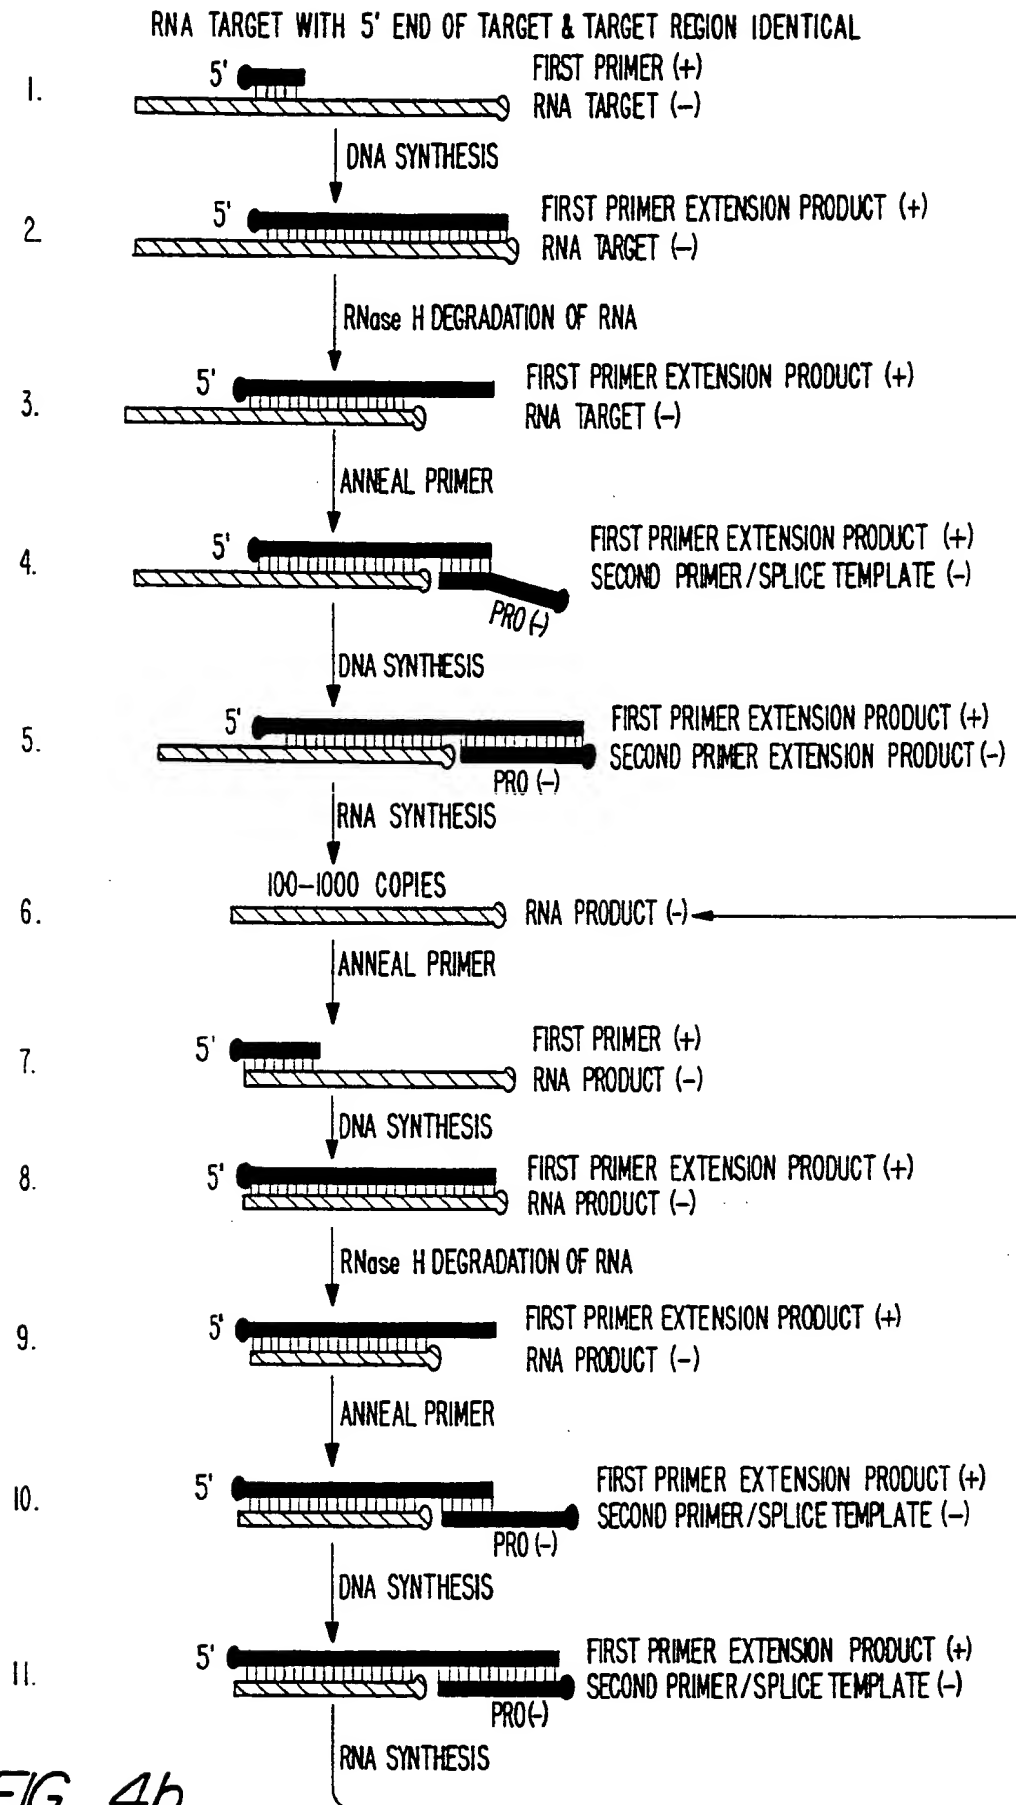 RNA TARGET WITH 5' END OF TARGET & TARGET REGION IDENTICAL
1.
5'
FIRST PRIMER (+)
RNA TARGET (-)
DNA SYNTHESIS
2.
5'
FIRST PRIMER EXTENSION PRODUCT (+)
RNA TARGET (-)
RNase H DEGRADATION OF RNA
3.
5'
FIRST PRIMER EXTENSION PRODUCT (+)
RNA TARGET (-)
ANNEAL PRIMER
4.
5'
FIRST PRIMER EXTENSION PRODUCT (+)
SECOND PRIMER/SPLICE TEMPLATE (-)
PRO (-)
DNA SYNTHESIS
5.
5'
FIRST PRIMER EXTENSION PRODUCT (+)
SECOND PRIMER EXTENSION PRODUCT (-)
PRO (-)
RNA SYNTHESIS
100-1000 COPIES
6.
RNA PRODUCT (-)
ANNEAL PRIMER
7.
5'
FIRST PRIMER (+)
RNA PRODUCT (-)
DNA SYNTHESIS
8.
5'
FIRST PRIMER EXTENSION PRODUCT (+)
RNA PRODUCT (-)
RNase H DEGRADATION OF RNA
9.
5'
FIRST PRIMER EXTENSION PRODUCT (+)
RNA PRODUCT (-)
ANNEAL PRIMER
10.
5'
FIRST PRIMER EXTENSION PRODUCT (+)
SECOND PRIMER/SPLICE TEMPLATE (-)
PRO (-)
DNA SYNTHESIS
11.
5'
FIRST PRIMER EXTENSION PRODUCT (+)
SECOND PRIMER/SPLICE TEMPLATE (-)
PRO (-)
RNA SYNTHESIS
FIG. 4b